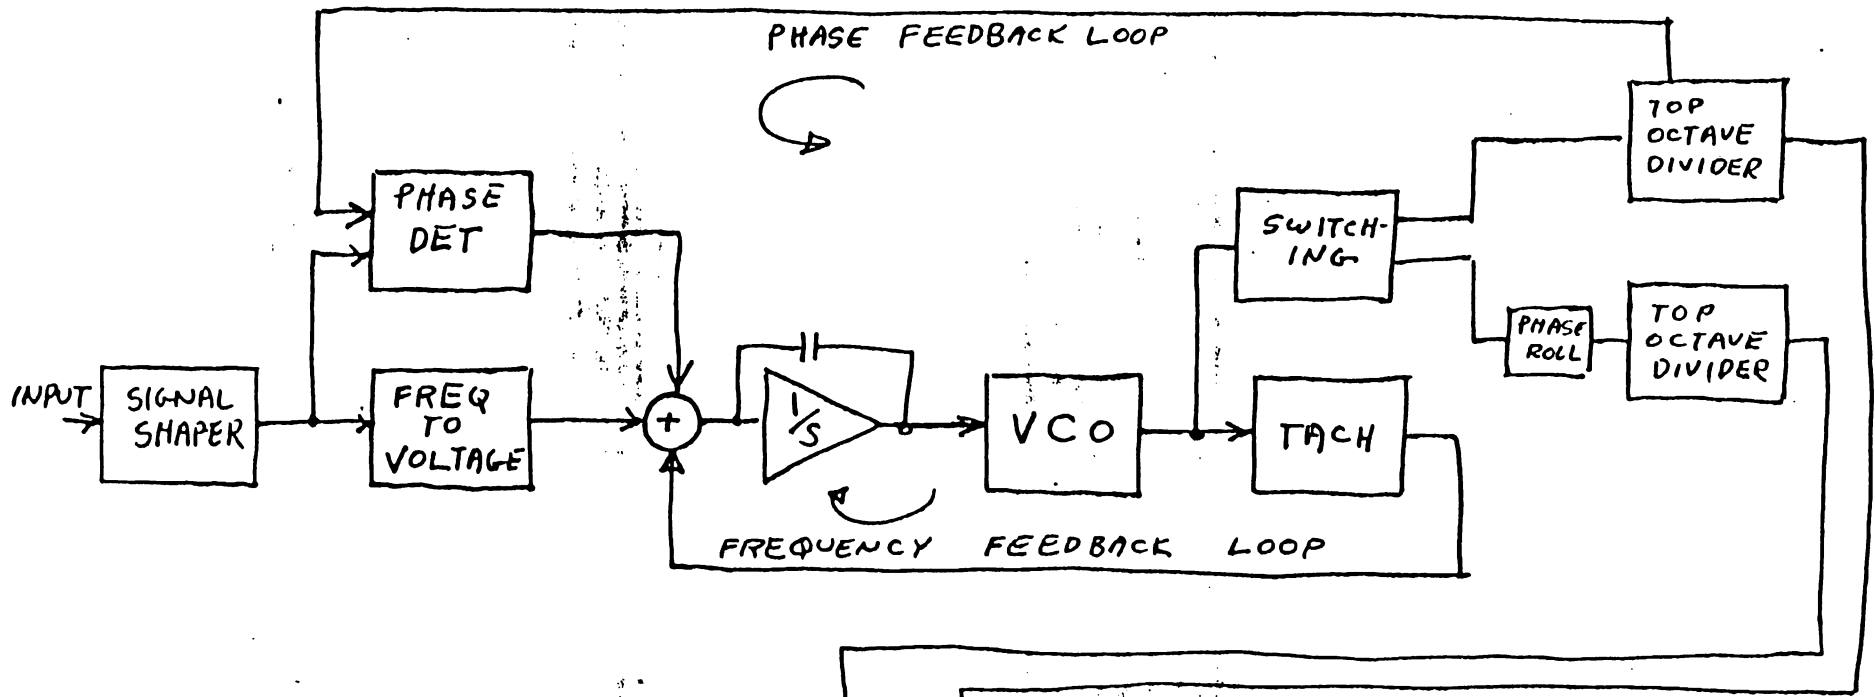 PHASE FEEDBACK LOOP
TOP
OCTAVE
DIVIDER
PHASE
DET
SWITCH-
ING
PHASE
ROLL
TOP
OCTAVE
DIVIDER
INPUT
SIGNAL
SHAPER
FREQ
TO
VOLTAGE
+
1/S
VCO
TACH
FREQUENCY FEEDBACK LOOP